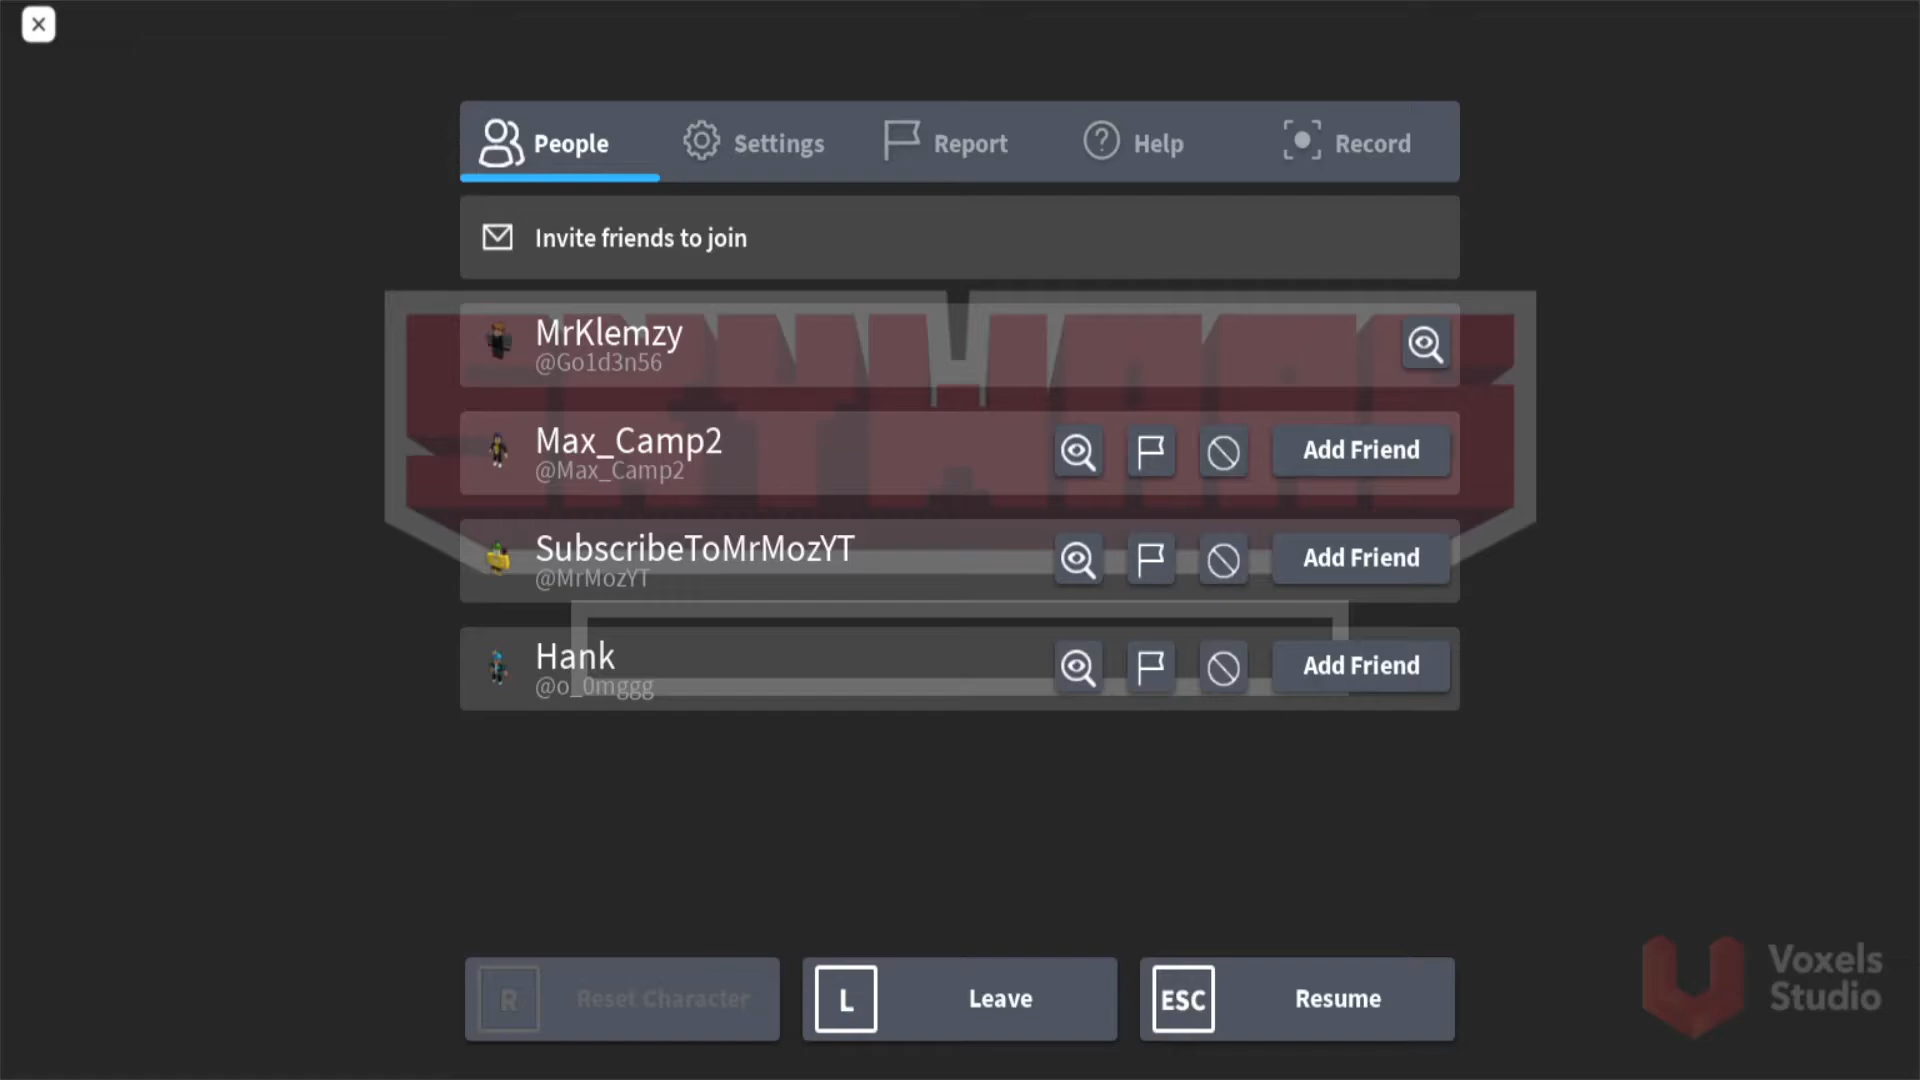 People
Settings
Report
Help
Record
Invite friends to join
SKYWARS
MrKlemzy
@Go1d3n56
Max_Camp2
@Max_Camp2
Add Friend
SubscribeToMrMozYT
@MrMozYT
Add Friend
Hank
@o_0mggg
Add Friend
R Reset Character
L Leave
ESC Resume
Voxels
Studio